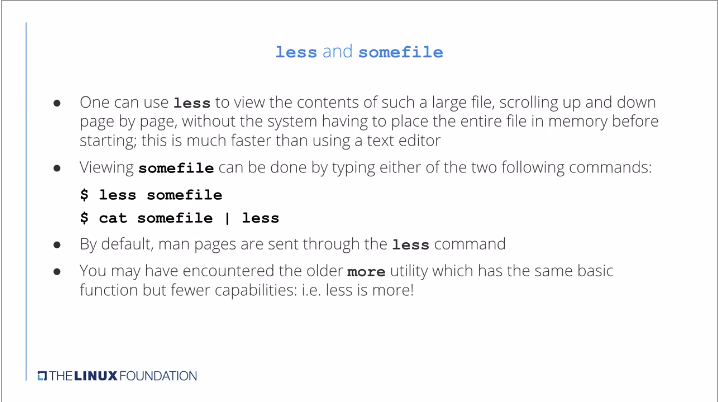 less and somefile
● One can use less to view the contents of such a large file, scrolling up and down
page by page, without the system having to place the entire file in memory before
starting; this is much faster than using a text editor
● Viewing somefile can be done by typing either of the two following commands:
$ less somefile
$ cat somefile | less
● By default, man pages are sent through the less command
● You may have encountered the older more utility which has the same basic
function but fewer capabilities: i.e. less is more!
THE LINUX FOUNDATION